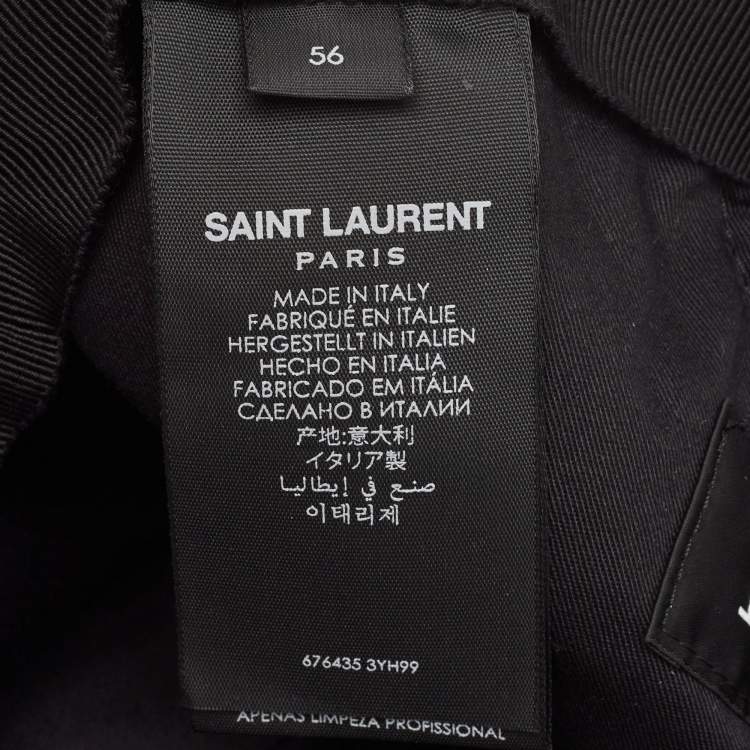 56
SAINT LAURENT
PARIS
MADE IN ITALY
FABRIQUÉ EN ITALIE
HERGESTELLT IN ITALIEN
HECHO EN ITALIA
FABRICADO EM ITÁLIA
СДЕЛАНО В ИТАЛИИ
产地:意大利
イタリア製
صنع في إيطاليا
이태리제
676435 3YH99
APENAS LIMPEZA PROFISSIONAL